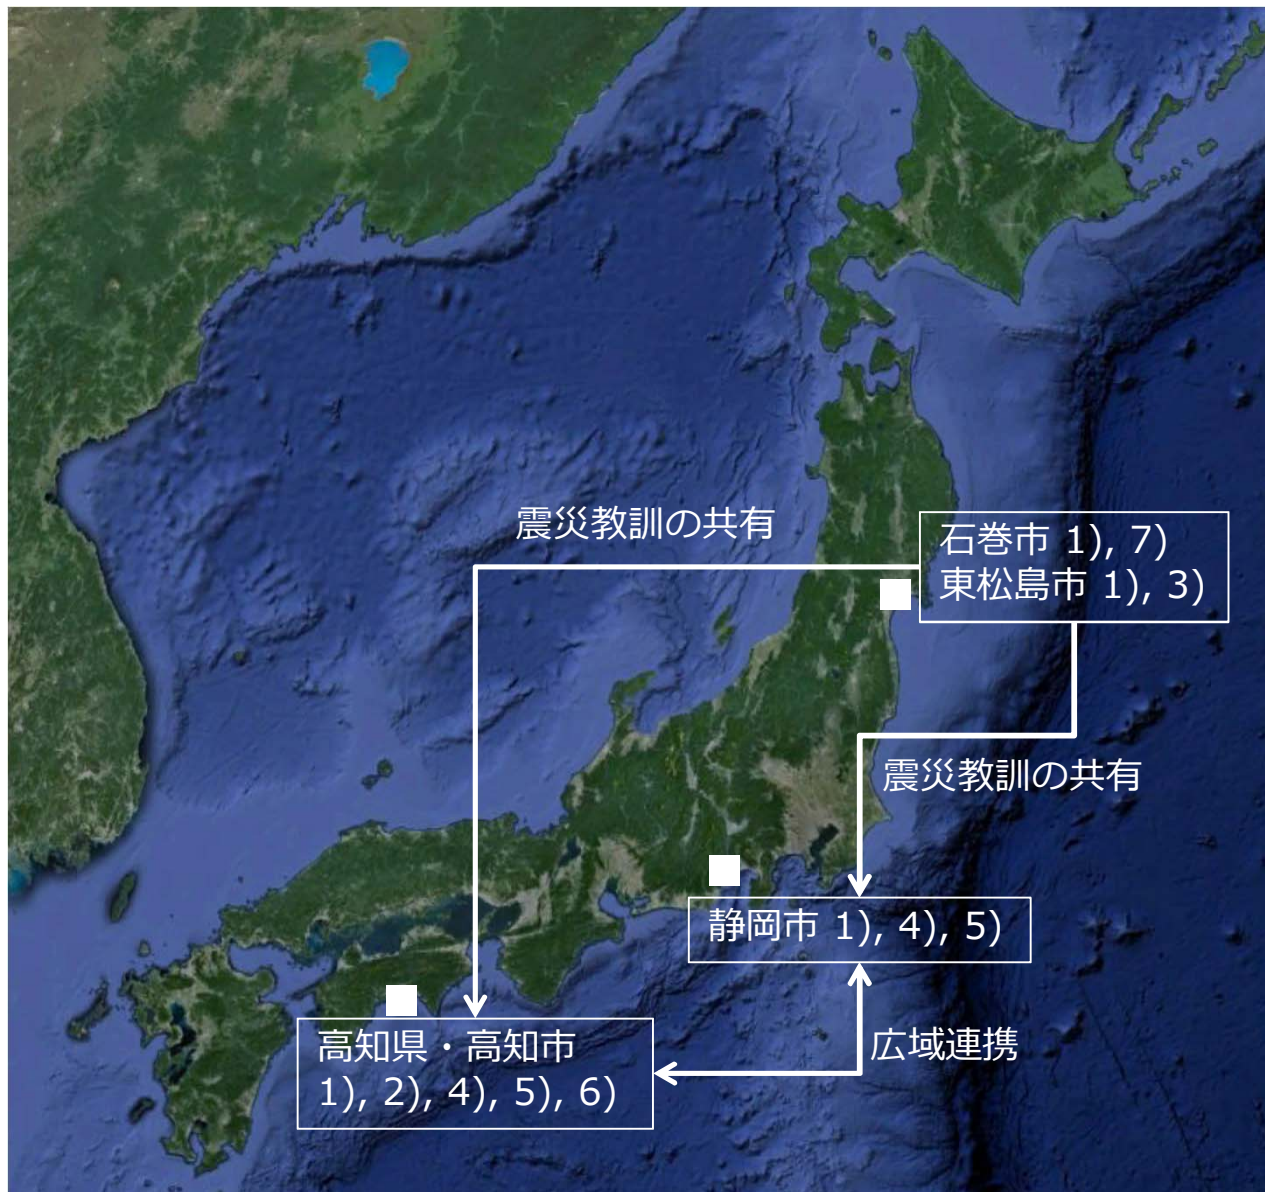 震災教訓の共有
石巻市 1), 7)
東松島市 1), 3)
震災教訓の共有
静岡市 1), 4), 5)
広域連携
高知県・高知市
1), 2), 4), 5), 6)